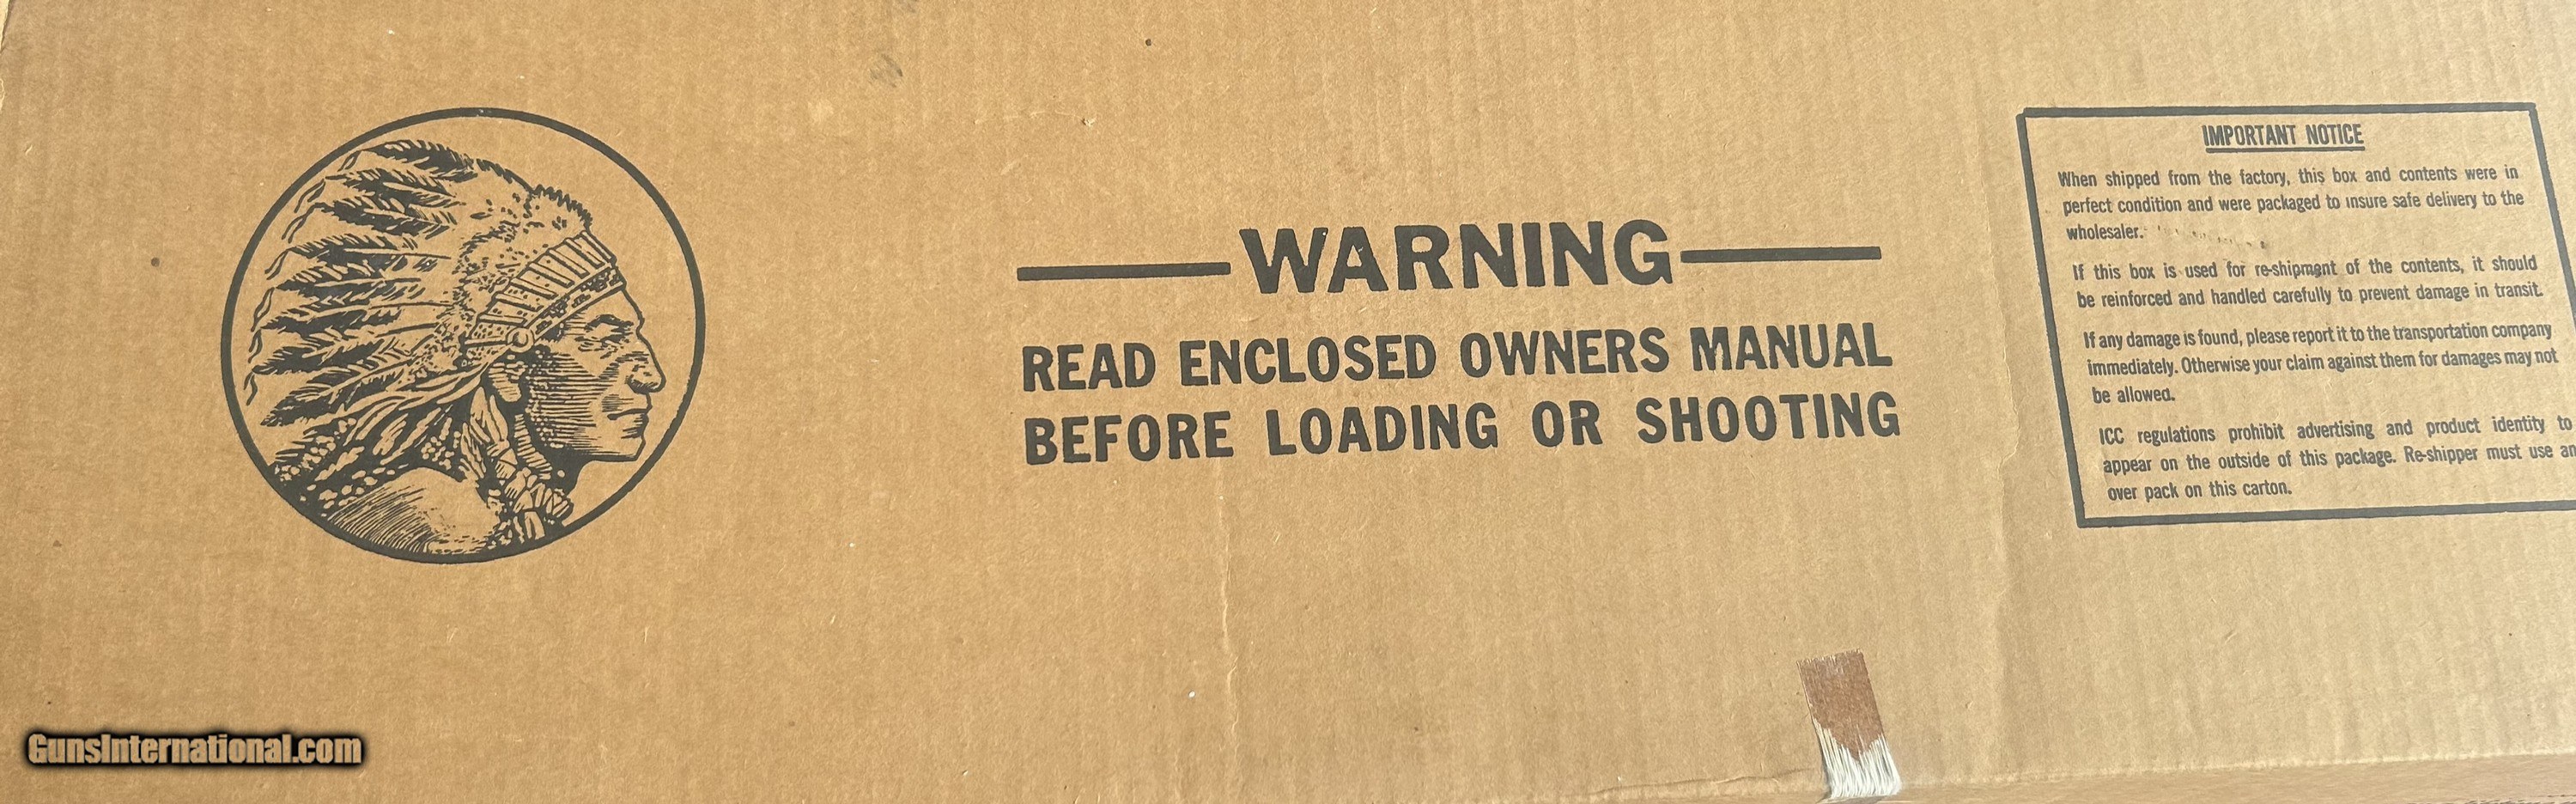 WARNING
READ ENCLOSED OWNERS MANUAL
BEFORE LOADING OR SHOOTING
IMPORTANT NOTICE
When shipped from the factory, this box and contents were in
perfect condition and were packaged to insure safe delivery to the
wholesaler.
If this box is used for re-shipment of the contents, it should
be reinforced and handled carefully to prevent damage in transit.
If any damage is found, please report it to the transportation company
immediately. Otherwise your claim against them for damages may not
be allowed.
ICC regulations prohibit advertising and product identity to
appear on the outside of this package. Re-shipper must use an
over pack on this carton.
GunsInternational.com